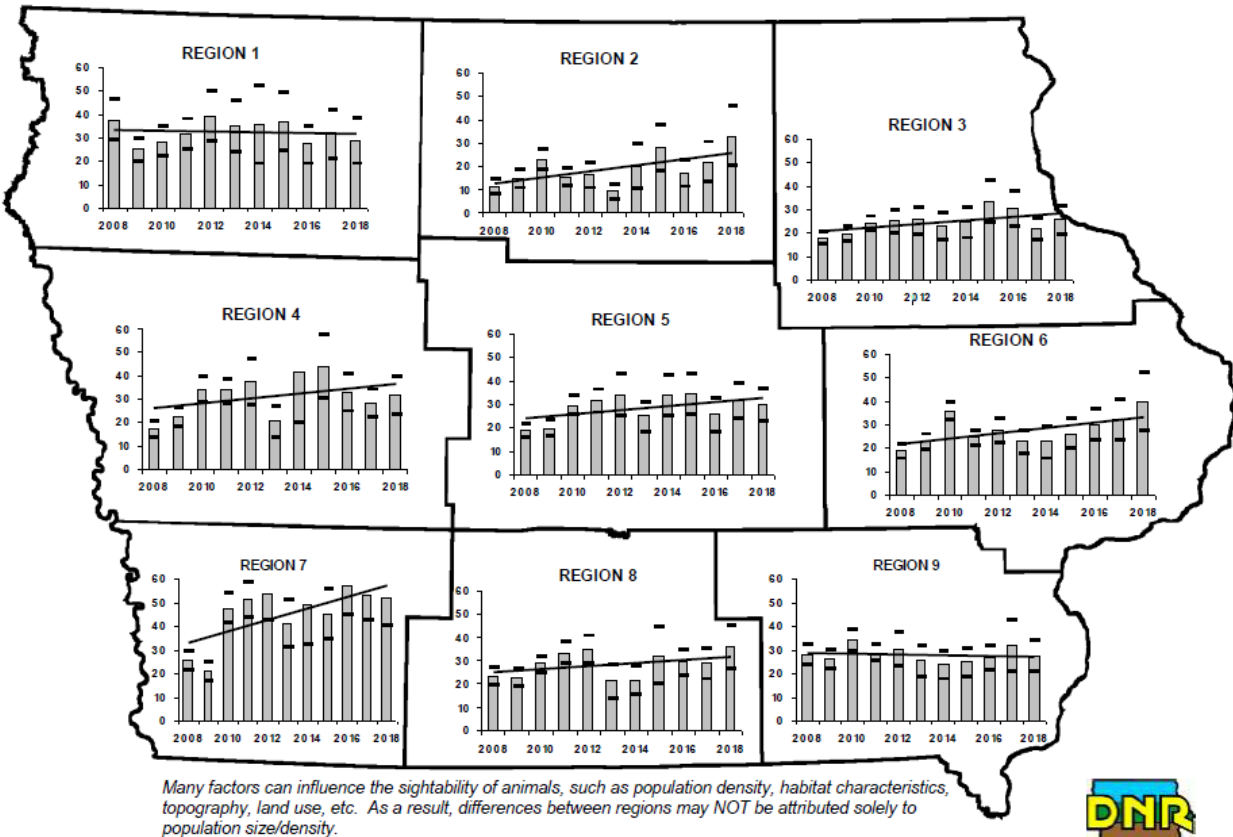 REGION 1
60
50
40
30
20
10
0
2008 2010 2012 2014 2016 2018
REGION 2
60
50
40
30
20
10
0
2008 2010 2012 2014 2016 2018
REGION 3
60
50
40
30
20
10
0
2008 2010 2012 2014 2016 2018
REGION 4
60
50
40
30
20
10
0
2008 2010 2012 2014 2016 2018
REGION 5
60
50
40
30
20
10
0
2008 2010 2012 2014 2016 2018
REGION 6
60
50
40
30
20
10
0
2008 2010 2012 2014 2016 2018
REGION 7
60
50
40
30
20
10
0
2008 2010 2012 2014 2016 2018
REGION 8
60
50
40
30
20
10
0
2008 2010 2012 2014 2016 2018
REGION 9
60
50
40
30
20
10
0
2008 2010 2012 2014 2016 2018
Many factors can influence the sightability of animals, such as population density, habitat characteristics,
topography, land use, etc. As a result, differences between regions may NOT be attributed solely to
population size/density.
DNR